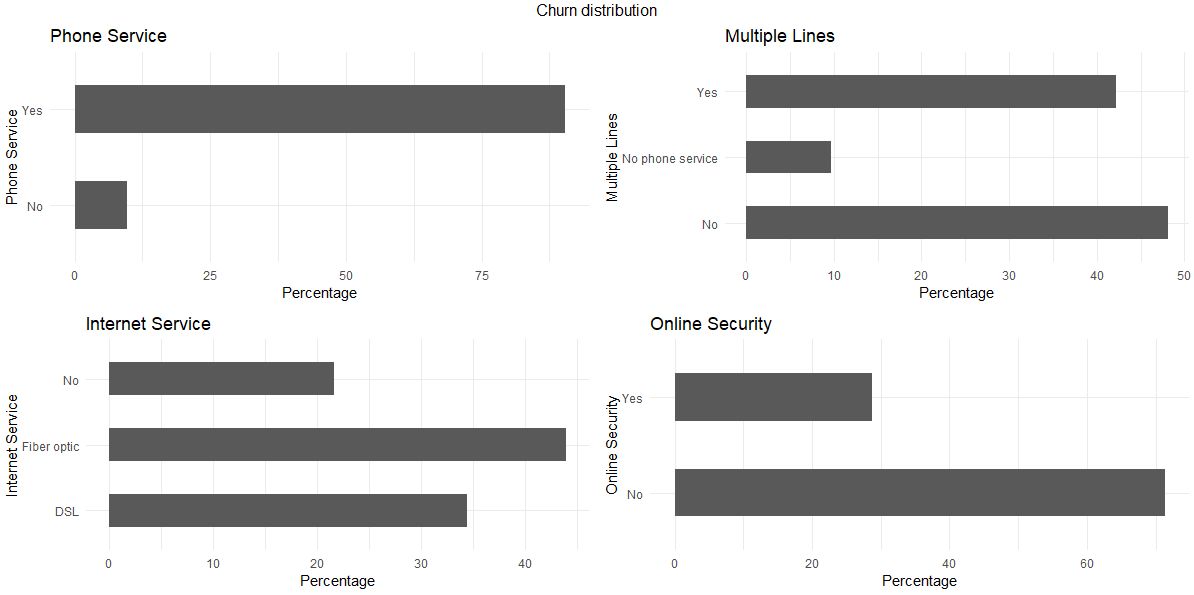 Churn distribution
Phone Service
Phone Service
Yes
No
0 25 50 75
Percentage
Multiple Lines
Multiple Lines
Yes
No phone service
No
0 10 20 30 40 50
Percentage
Internet Service
Internet Service
No
Fiber optic
DSL
0 10 20 30 40
Percentage
Online Security
Online Security
Yes
No
0 20 40 60
Percentage